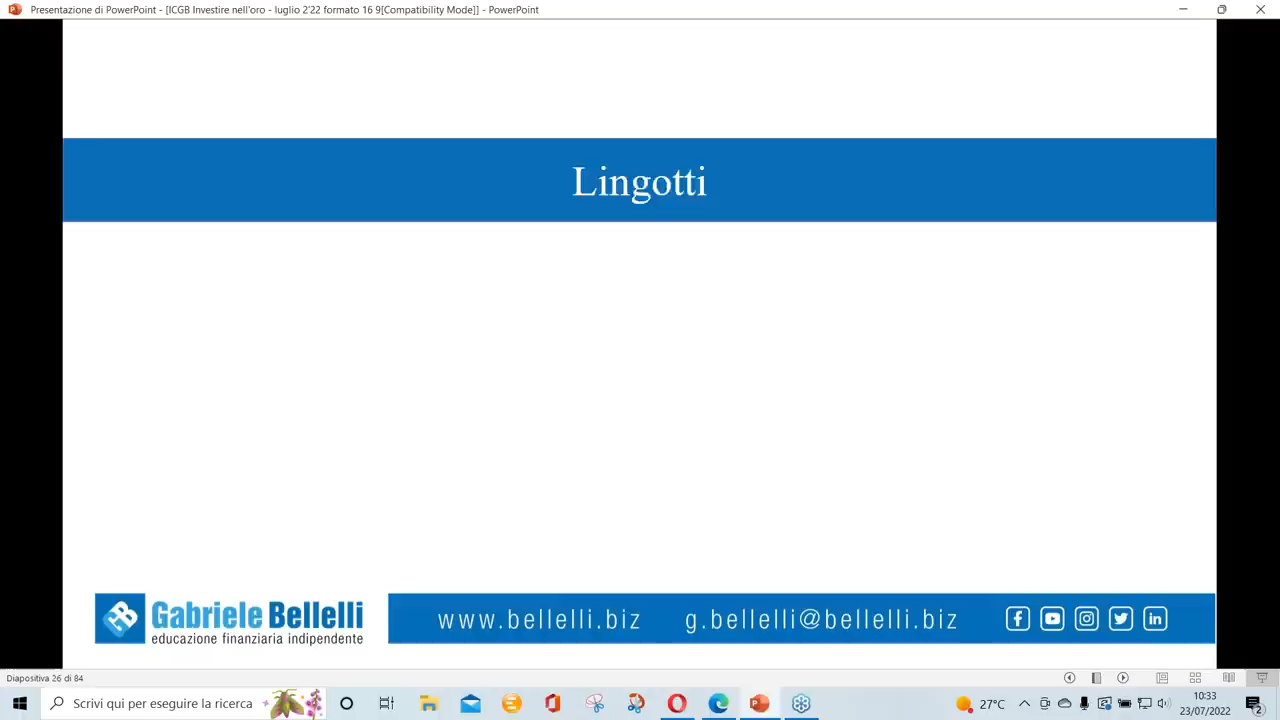 Presentazione di PowerPoint - [ICGB Investire nell'oro - luglio 2'22 formato 16 9[Compatibility Mode]] - PowerPoint
Lingotti
Gabriele Bellelli
educazione finanziaria indipendente
www.bellelli.biz g.bellelli@bellelli.biz
Diapositiva 26 di 84
Scrivi qui per eseguire la ricerca
27°C
10:33
23/07/2022
2